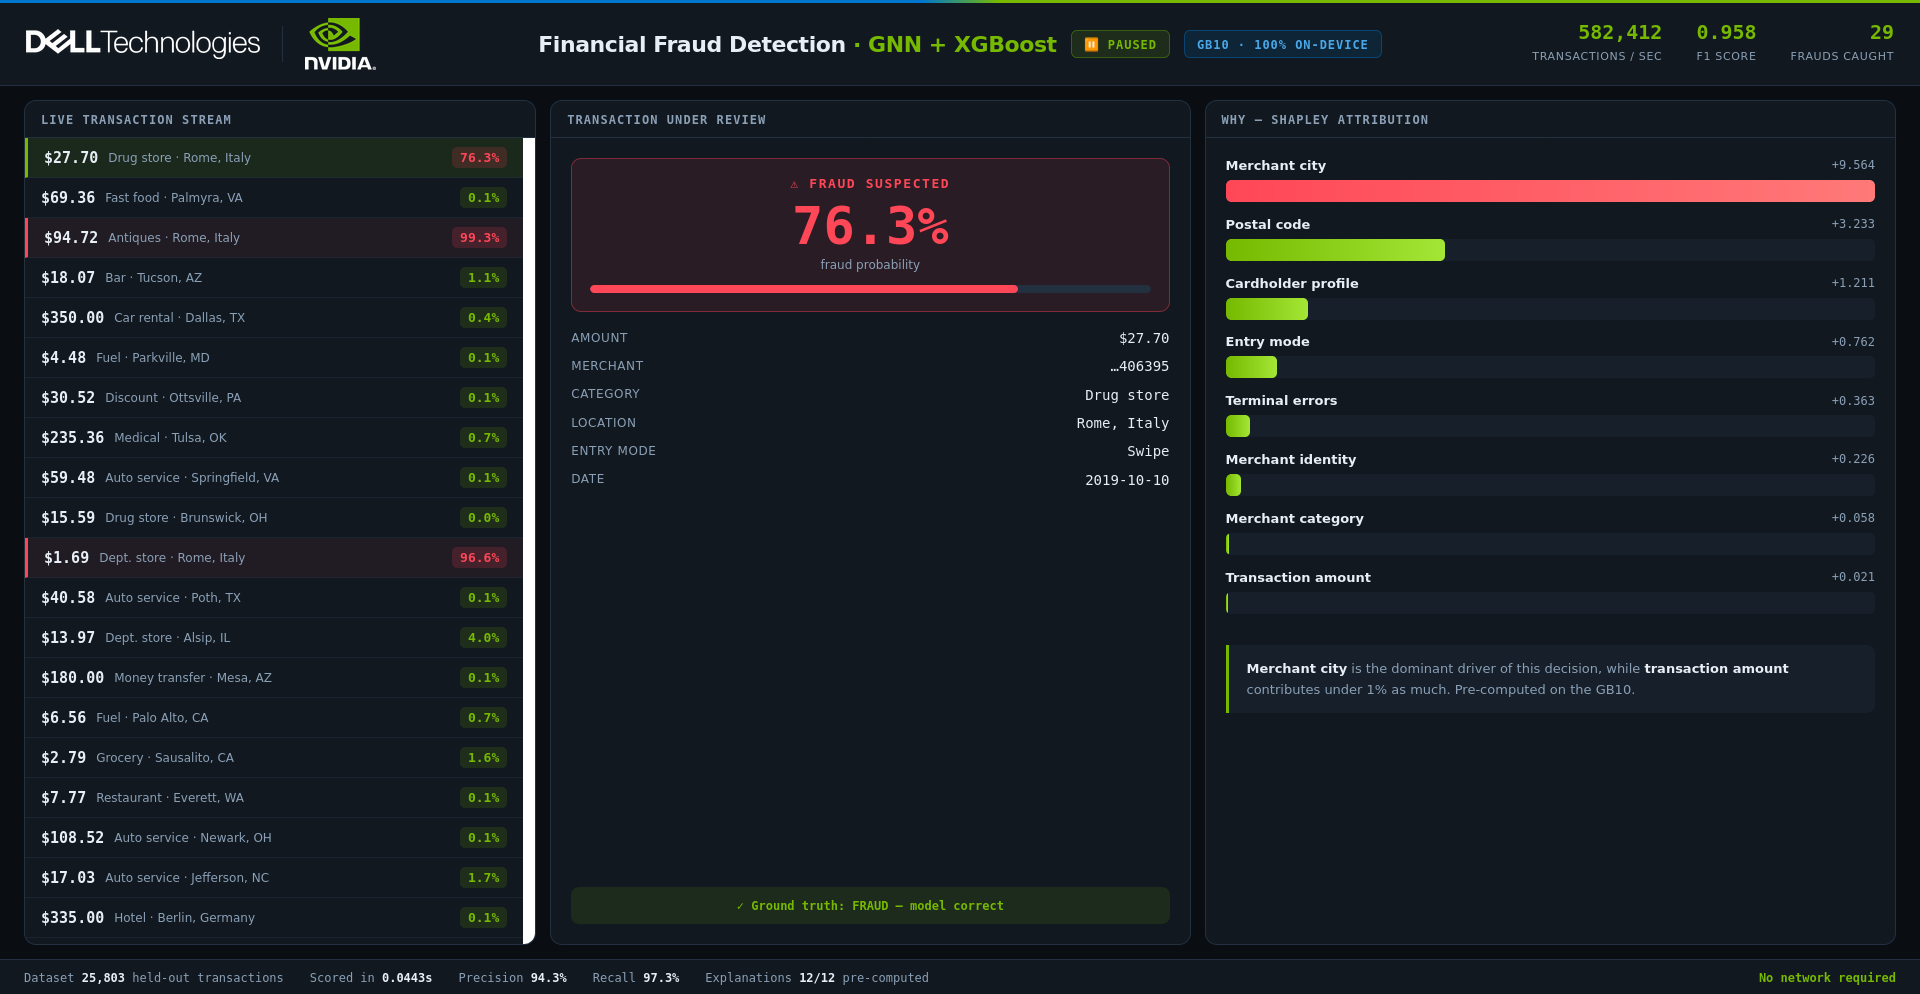 DELLTechnologies
NVIDIA.
Financial Fraud Detection · GNN + XGBoost
⏸ PAUSED
GB10 · 100% ON-DEVICE
582,412
TRANSACTIONS / SEC
0.958
F1 SCORE
29
FRAUDS CAUGHT
LIVE TRANSACTION STREAM
$27.70 Drug store · Rome, Italy 76.3%
$69.36 Fast food · Palmyra, VA 0.1%
$94.72 Antiques · Rome, Italy 99.3%
$18.07 Bar · Tucson, AZ 1.1%
$350.00 Car rental · Dallas, TX 0.4%
$4.48 Fuel · Parkville, MD 0.1%
$30.52 Discount · Ottsville, PA 0.1%
$235.36 Medical · Tulsa, OK 0.7%
$59.48 Auto service · Springfield, VA 0.1%
$15.59 Drug store · Brunswick, OH 0.0%
$1.69 Dept. store · Rome, Italy 96.6%
$40.58 Auto service · Poth, TX 0.1%
$13.97 Dept. store · Alsip, IL 4.0%
$180.00 Money transfer · Mesa, AZ 0.1%
$6.56 Fuel · Palo Alto, CA 0.7%
$2.79 Grocery · Sausalito, CA 1.6%
$7.77 Restaurant · Everett, WA 0.1%
$108.52 Auto service · Newark, OH 0.1%
$17.03 Auto service · Jefferson, NC 1.7%
$335.00 Hotel · Berlin, Germany 0.1%
TRANSACTION UNDER REVIEW
⚠ FRAUD SUSPECTED
76.3%
fraud probability
AMOUNT $27.70
MERCHANT …406395
CATEGORY Drug store
LOCATION Rome, Italy
ENTRY MODE Swipe
DATE 2019-10-10
✓ Ground truth: FRAUD — model correct
WHY — SHAPLEY ATTRIBUTION
Merchant city +9.564
Postal code +3.233
Cardholder profile +1.211
Entry mode +0.762
Terminal errors +0.363
Merchant identity +0.226
Merchant category +0.058
Transaction amount +0.021
Merchant city is the dominant driver of this decision, while transaction amount
contributes under 1% as much. Pre-computed on the GB10.
Dataset 25,803 held-out transactions Scored in 0.0443s Precision 94.3% Recall 97.3% Explanations 12/12 pre-computed
No network required